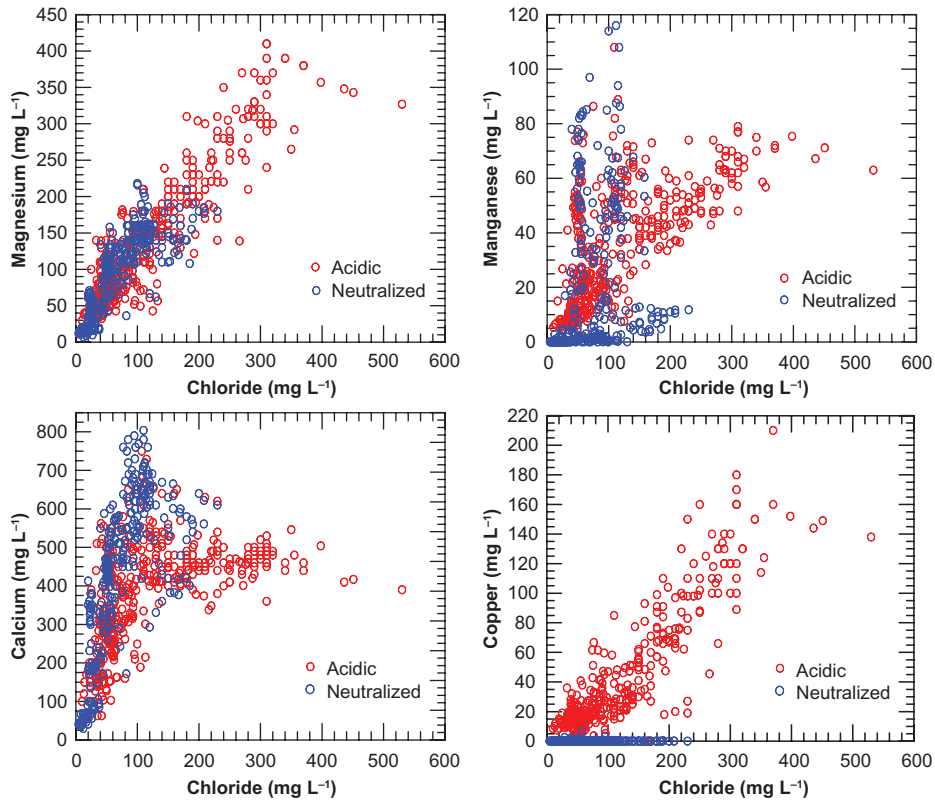 Magnesium (mg L⁻¹)
450
400
350
300
250
200
150
100
50
0
0 100 200 300 400 500 600
Chloride (mg L⁻¹)
Acidic
Neutralized
Manganese (mg L⁻¹)
120
100
80
60
40
20
0
0 100 200 300 400 500 600
Chloride (mg L⁻¹)
Acidic
Neutralized
Calcium (mg L⁻¹)
800
700
600
500
400
300
200
100
0
0 100 200 300 400 500 600
Chloride (mg L⁻¹)
Acidic
Neutralized
Copper (mg L⁻¹)
220
200
180
160
140
120
100
80
60
40
20
0
0 100 200 300 400 500 600
Chloride (mg L⁻¹)
Acidic
Neutralized